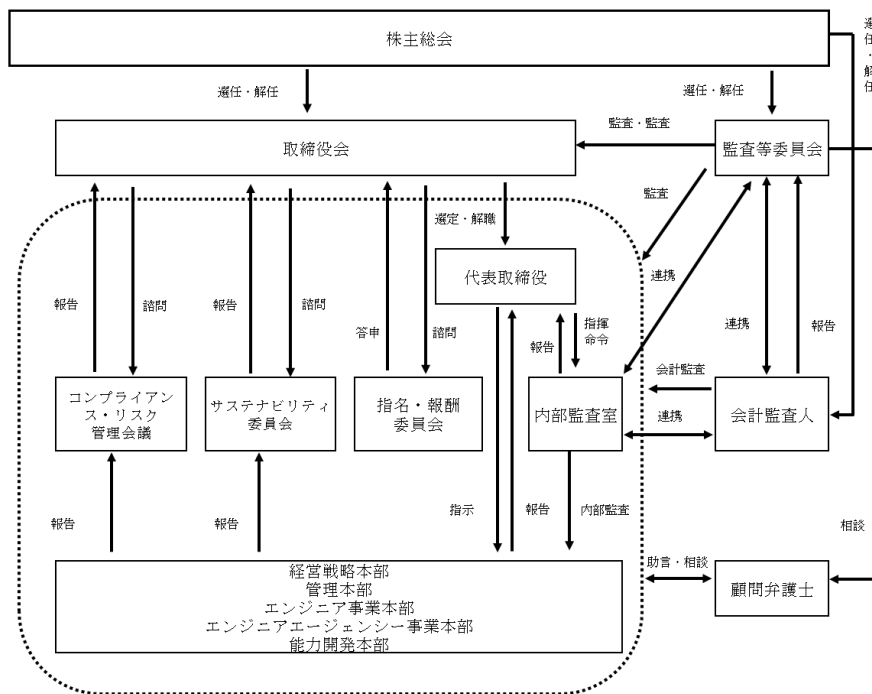 株主総会
選任・解任
選任・解任
選任・解任
取締役会
監査・監査
監査等委員会
監査
選定・解職
代表取締役
連携
報告
諮問
報告
諮問
答申
諮問
報告
指揮
命令
連携
報告
会計監査
コンプライアン
ス・リスク
管理会議
サステナビリティ
委員会
指名・報酬
委員会
内部監査室
連携
会計監査人
報告
報告
指示
報告
内部監査
相談
助言・相談
経営戦略本部
管理本部
エンジニア事業本部
エンジニアエージェンシー事業本部
能力開発本部
顧問弁護士